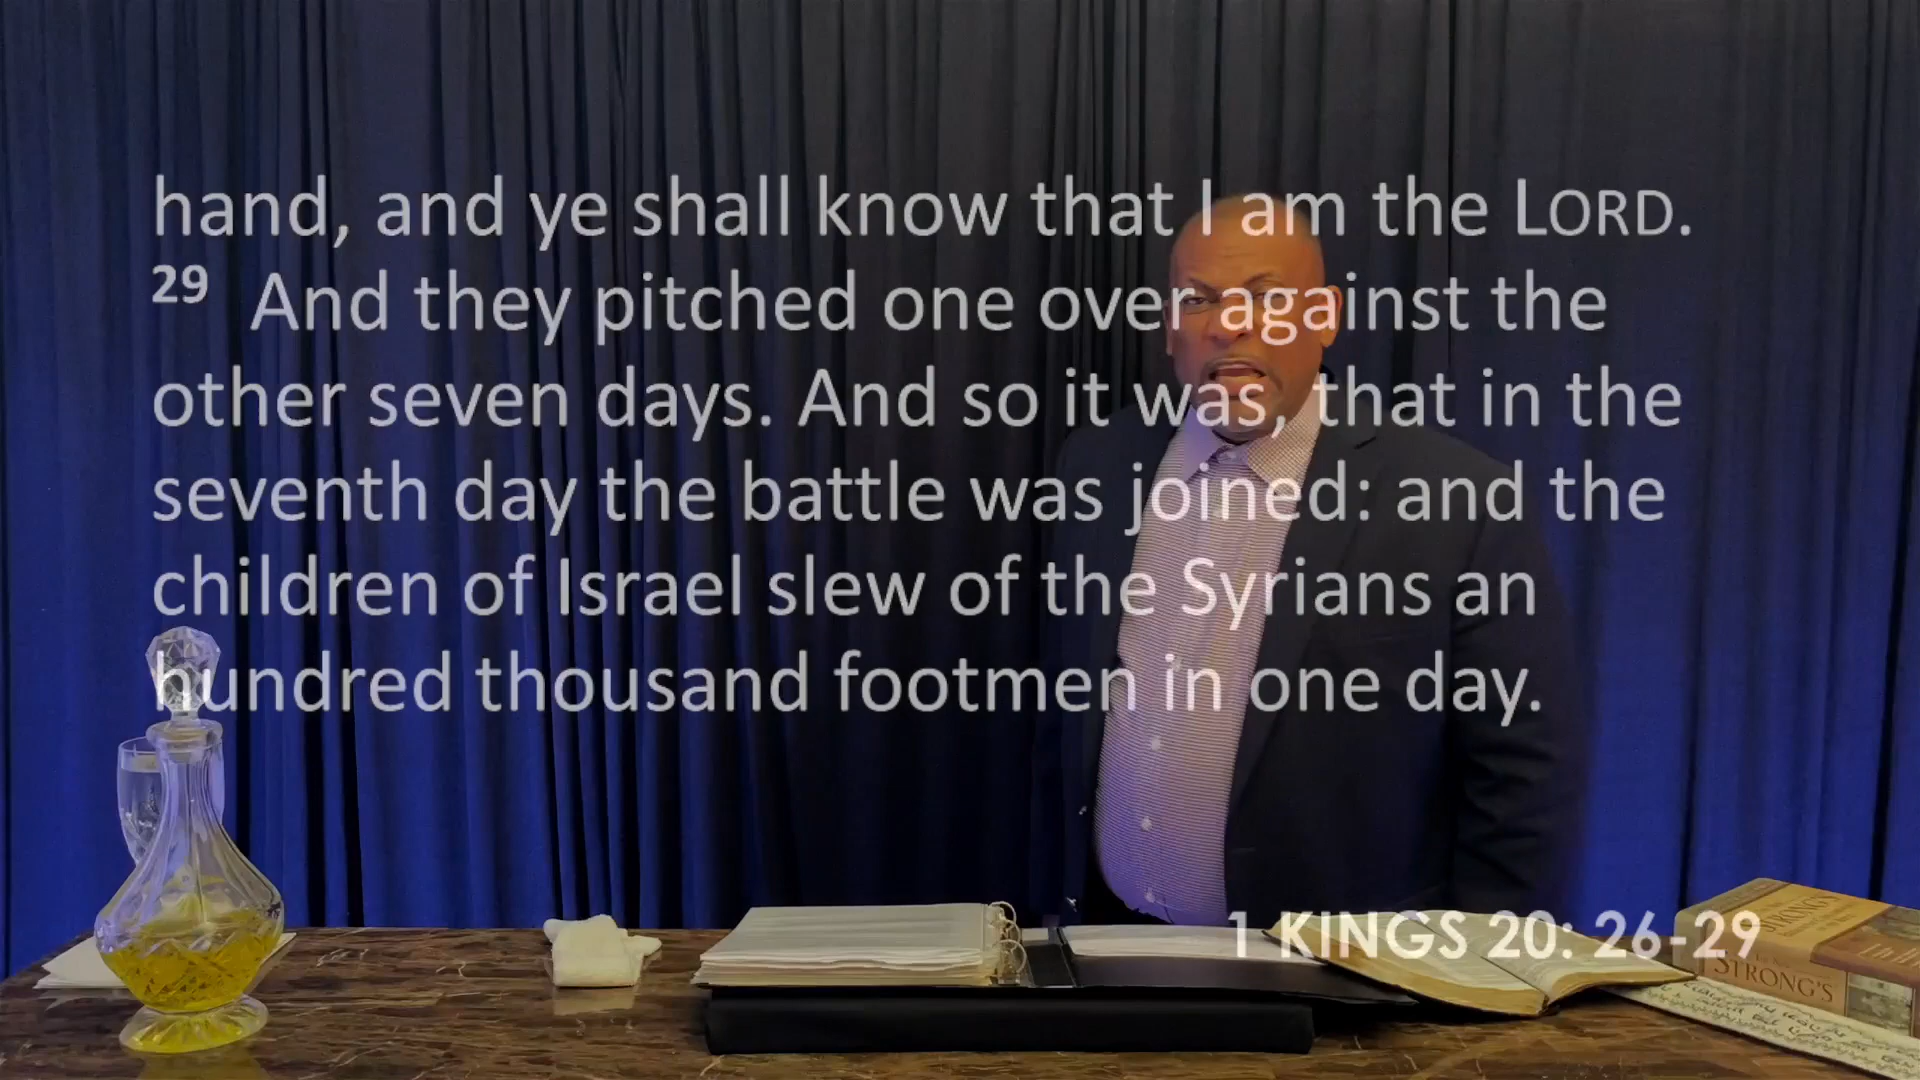 hand, and ye shall know that I am the LORD.
29 And they pitched one over against the
other seven days. And so it was, that in the
seventh day the battle was joined: and the
children of Israel slew of the Syrians an
hundred thousand footmen in one day.
1 KINGS 20: 26-29
STRONG'S
STRONG'S